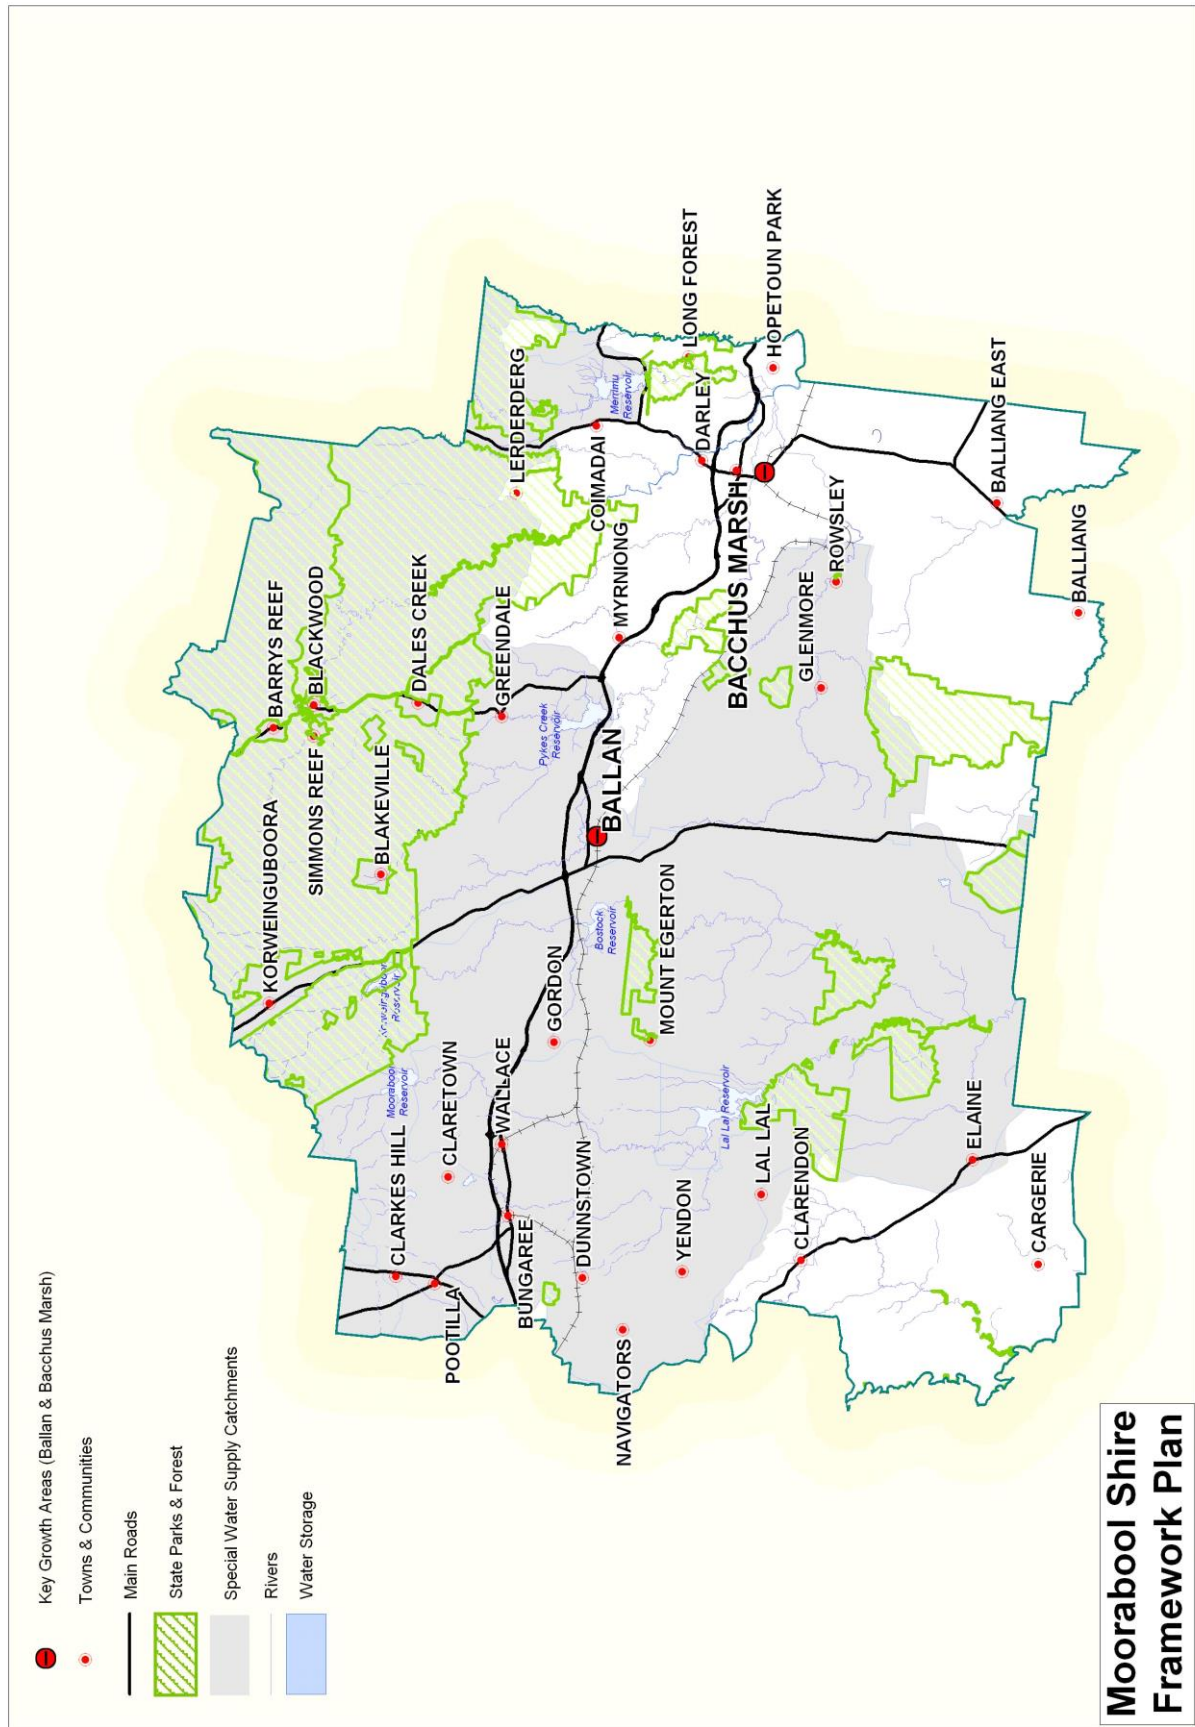 Key Growth Areas (Ballan & Bacchus Marsh)
Towns & Communities
Main Roads
State Parks & Forest
Special Water Supply Catchments
Rivers
Water Storage
KORWEINGUBOORA
BARRYS REEF
SIMMONS REEF
BLACKWOOD
BLAKEVILLE
DALES CREEK
Reservoir
CLARKES HILL
Moorabool
Reservoir
POOTILLA
CLARETOWN
GREENDALE
LERDERDERG
WALLACE
BUNGAREE
GORDON
Pykes Creek
Reservoir
COIMADAI
Merrimu
Reservoir
DUNNSTOWN
BALLAN
MYRNIONG
Bostock
Reservoir
NAVIGATORS
MOUNT EGERTON
YENDON
DARLEY
LONG FOREST
Lal Lal Reservoir
BACCHUS MARSH
HOPETOUN PARK
LAL LAL
CLARENDON
GLENMORE
ROWSLEY
ELAINE
BALLIANG EAST
CARGERIE
BALLIANG
Moorabool Shire
Framework Plan